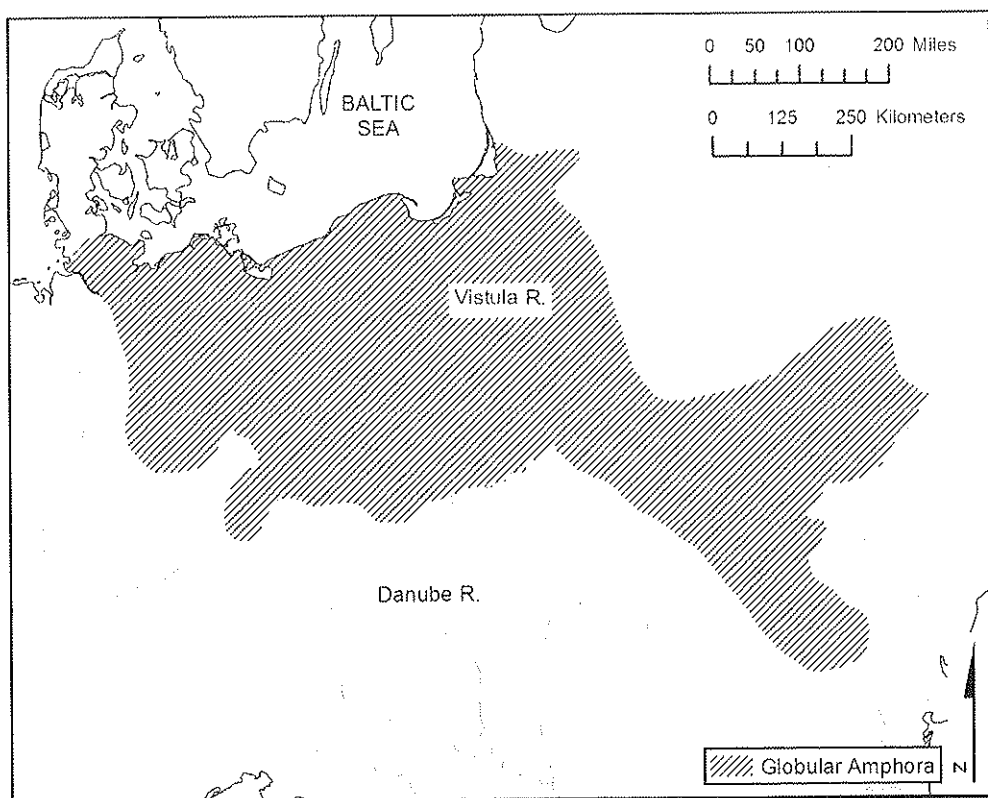 0 50 100 200 Miles
0 125 250 Kilometers
BALTIC
SEA
Vistula R.
Danube R.
Globular Amphora
N